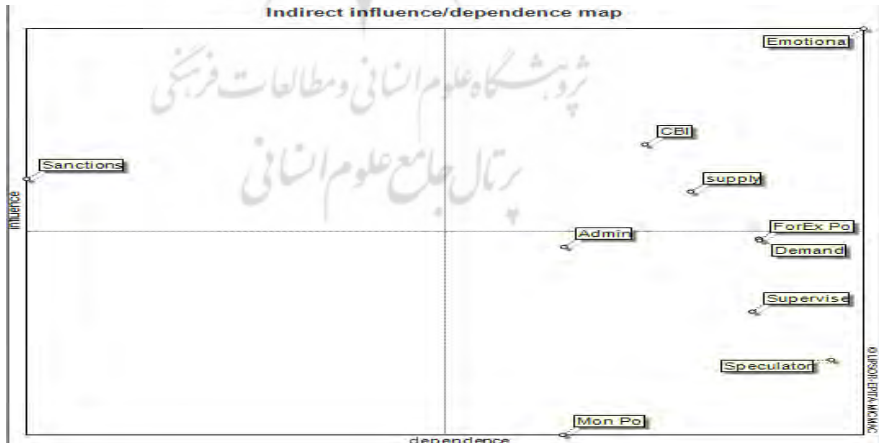 Indirect influence/dependence map
Emotional
پژوهشگاه علوم انسانی و مطالعات فرهنگی
CBI
Sanctions
supply
پرتال جامع علوم انسانی
influence
ForEx Po
Admin
Demand
Supervise
Speculator
© LIPSOR-EPITA-MICMAC
Mon Po
dependence